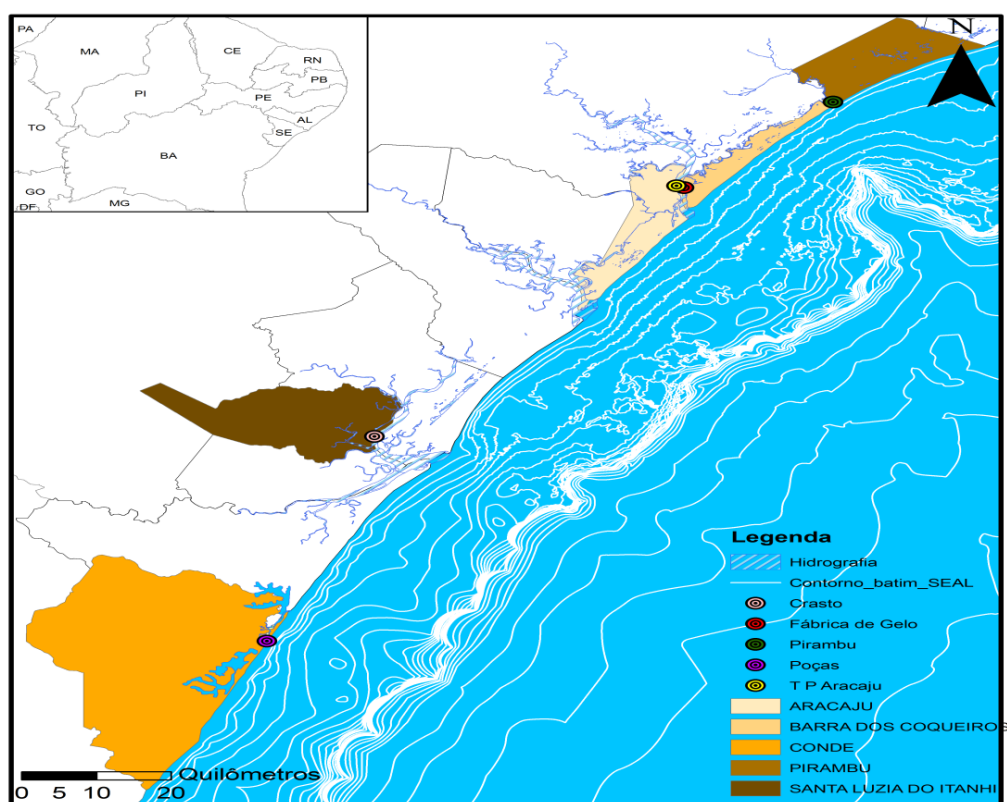 PA
MA
CE
RN
PB
PI
PE
AL
SE
TO
BA
GO
DF
MG
N
Legenda
Hidrografia
Contorno_batim_SEAL
Crasto
Fábrica de Gelo
Pirambu
Poças
T P Aracaju
ARACAJU
BARRA DOS COQUEIROS
CONDE
PIRAMBU
SANTA LUZIA DO ITANHI
Quilômetros
0 5 10 20